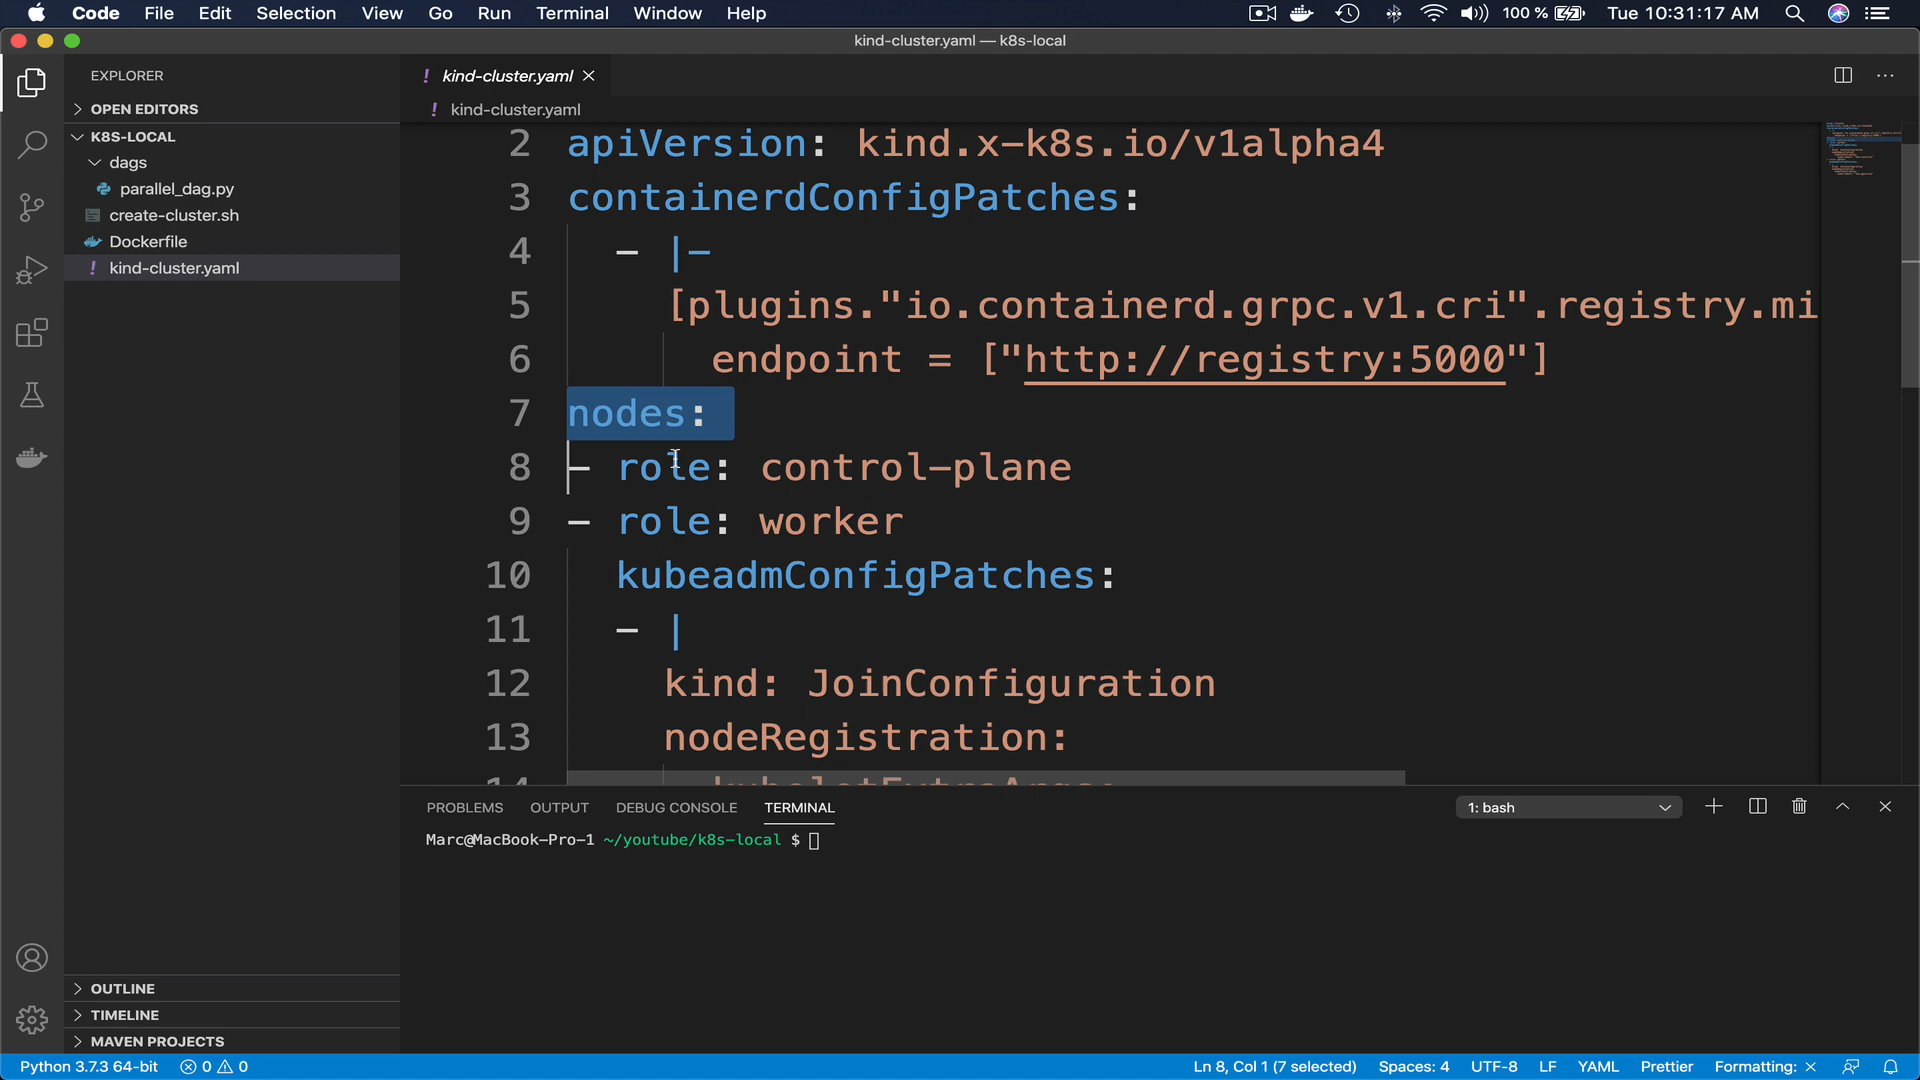 Code File Edit Selection View Go Run Terminal Window Help 100 % Tue 10:31:17 AM
kind-cluster.yaml — k8s-local
EXPLORER
OPEN EDITORS
K8S-LOCAL
dags
parallel_dag.py
create-cluster.sh
Dockerfile
! kind-cluster.yaml
! kind-cluster.yaml
! kind-cluster.yaml
2 apiVersion: kind.x-k8s.io/v1alpha4
3 containerdConfigPatches:
4 - |-
5 [plugins."io.containerd.grpc.v1.cri".registry.mi
6 endpoint = ["http://registry:5000"]
7 nodes:
8 - role: control-plane
9 - role: worker
10 kubeadmConfigPatches:
11 - |
12 kind: JoinConfiguration
13 nodeRegistration:
14 kubeletExtraArgs:
PROBLEMS OUTPUT DEBUG CONSOLE TERMINAL 1: bash
Marc@MacBook-Pro-1 ~/youtube/k8s-local $
OUTLINE
TIMELINE
MAVEN PROJECTS
Python 3.7.3 64-bit 0 0 Ln 8, Col 1 (7 selected) Spaces: 4 UTF-8 LF YAML Prettier Formatting: ×